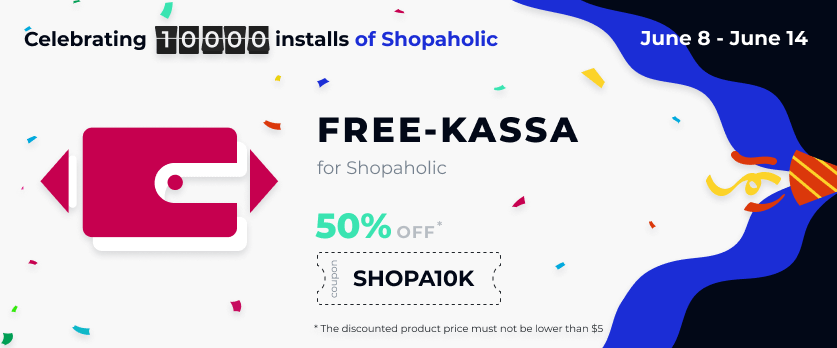 Celebrating 10000 installs of Shopaholic
June 8 - June 14
FREE-KASSA
for Shopaholic
50% OFF*
coupon
SHOPA10K
* The discounted product price must not be lower than $5